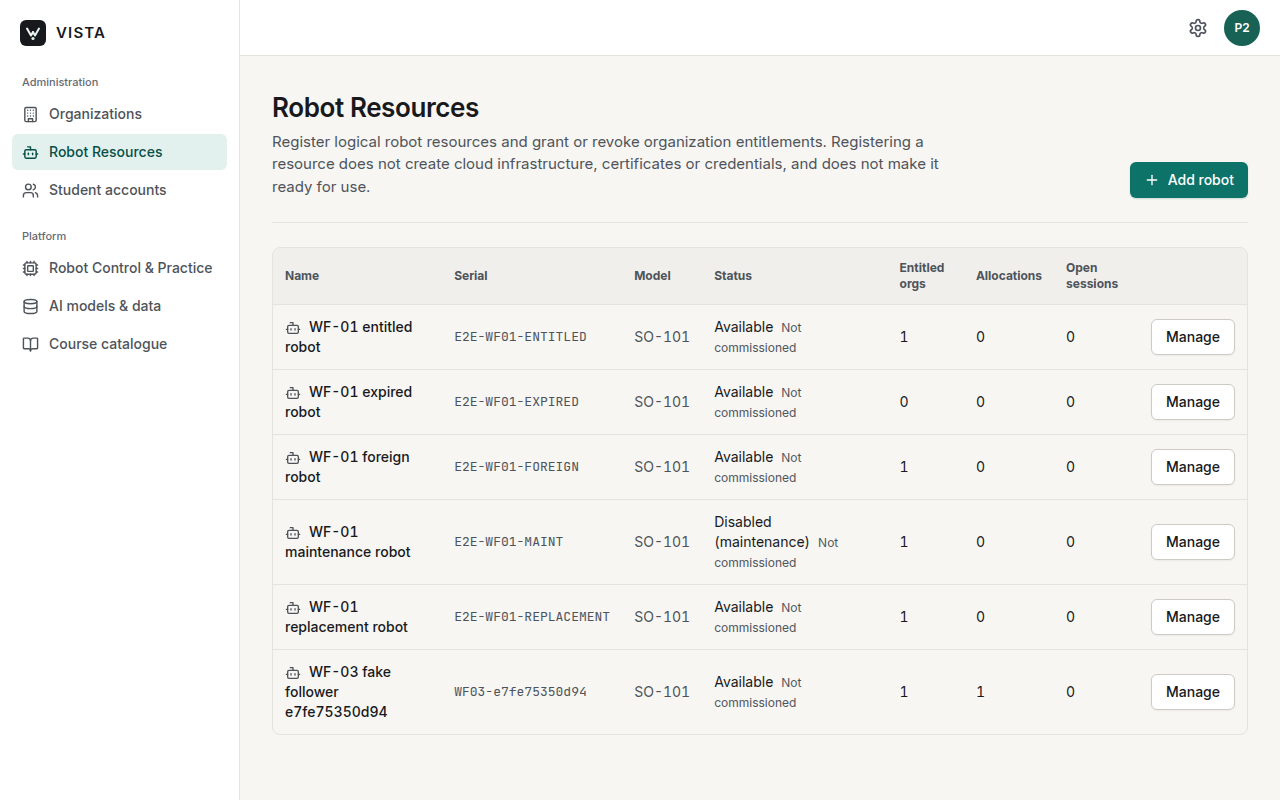 VISTA
P2
Administration
Organizations
Robot Resources
Student accounts
Platform
Robot Control & Practice
AI models & data
Course catalogue
Robot Resources
Register logical robot resources and grant or revoke organization entitlements. Registering a
resource does not create cloud infrastructure, certificates or credentials, and does not make it
ready for use.
Add robot
Name Serial Model Status Entitled orgs Allocations Open sessions
WF-01 entitled robot E2E-WF01-ENTITLED SO-101 Available Not commissioned 1 0 0 Manage
WF-01 expired robot E2E-WF01-EXPIRED SO-101 Available Not commissioned 0 0 0 Manage
WF-01 foreign robot E2E-WF01-FOREIGN SO-101 Available Not commissioned 1 0 0 Manage
WF-01 maintenance robot E2E-WF01-MAINT SO-101 Disabled (maintenance) Not commissioned 1 0 0 Manage
WF-01 replacement robot E2E-WF01-REPLACEMENT SO-101 Available Not commissioned 1 0 0 Manage
WF-03 fake follower e7fe75350d94 WF03-e7fe75350d94 SO-101 Available Not commissioned 1 1 0 Manage